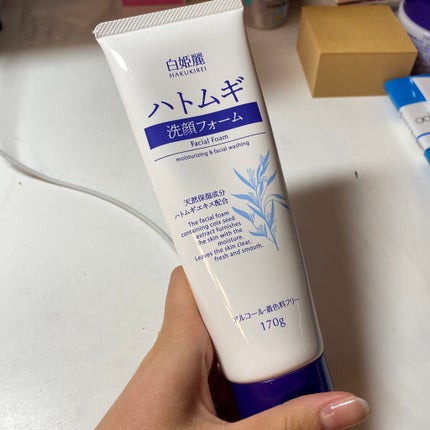 白姫麗
HAKUKIREI
ハトムギ
洗顔フォーム
Facial Foam
moisturizing & facial washing
天然保湿成分
ハトムギエキス配合
The facial foam
containing coix seed
extract furnishes
the skin with the
moisture.
Leaves the skin clear,
fresh and smooth.
アルコール・着色料フリー
170g